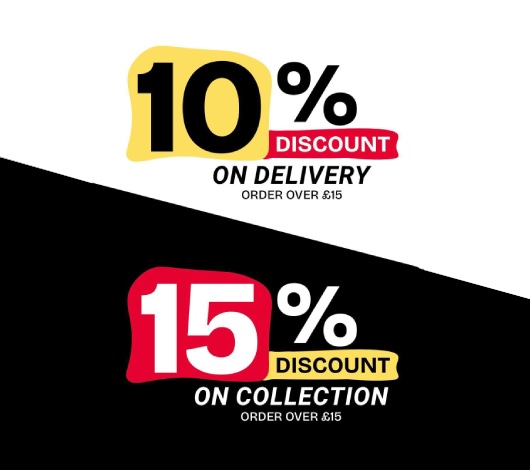 10%
DISCOUNT
ON DELIVERY
ORDER OVER £15
15%
DISCOUNT
ON COLLECTION
ORDER OVER £15